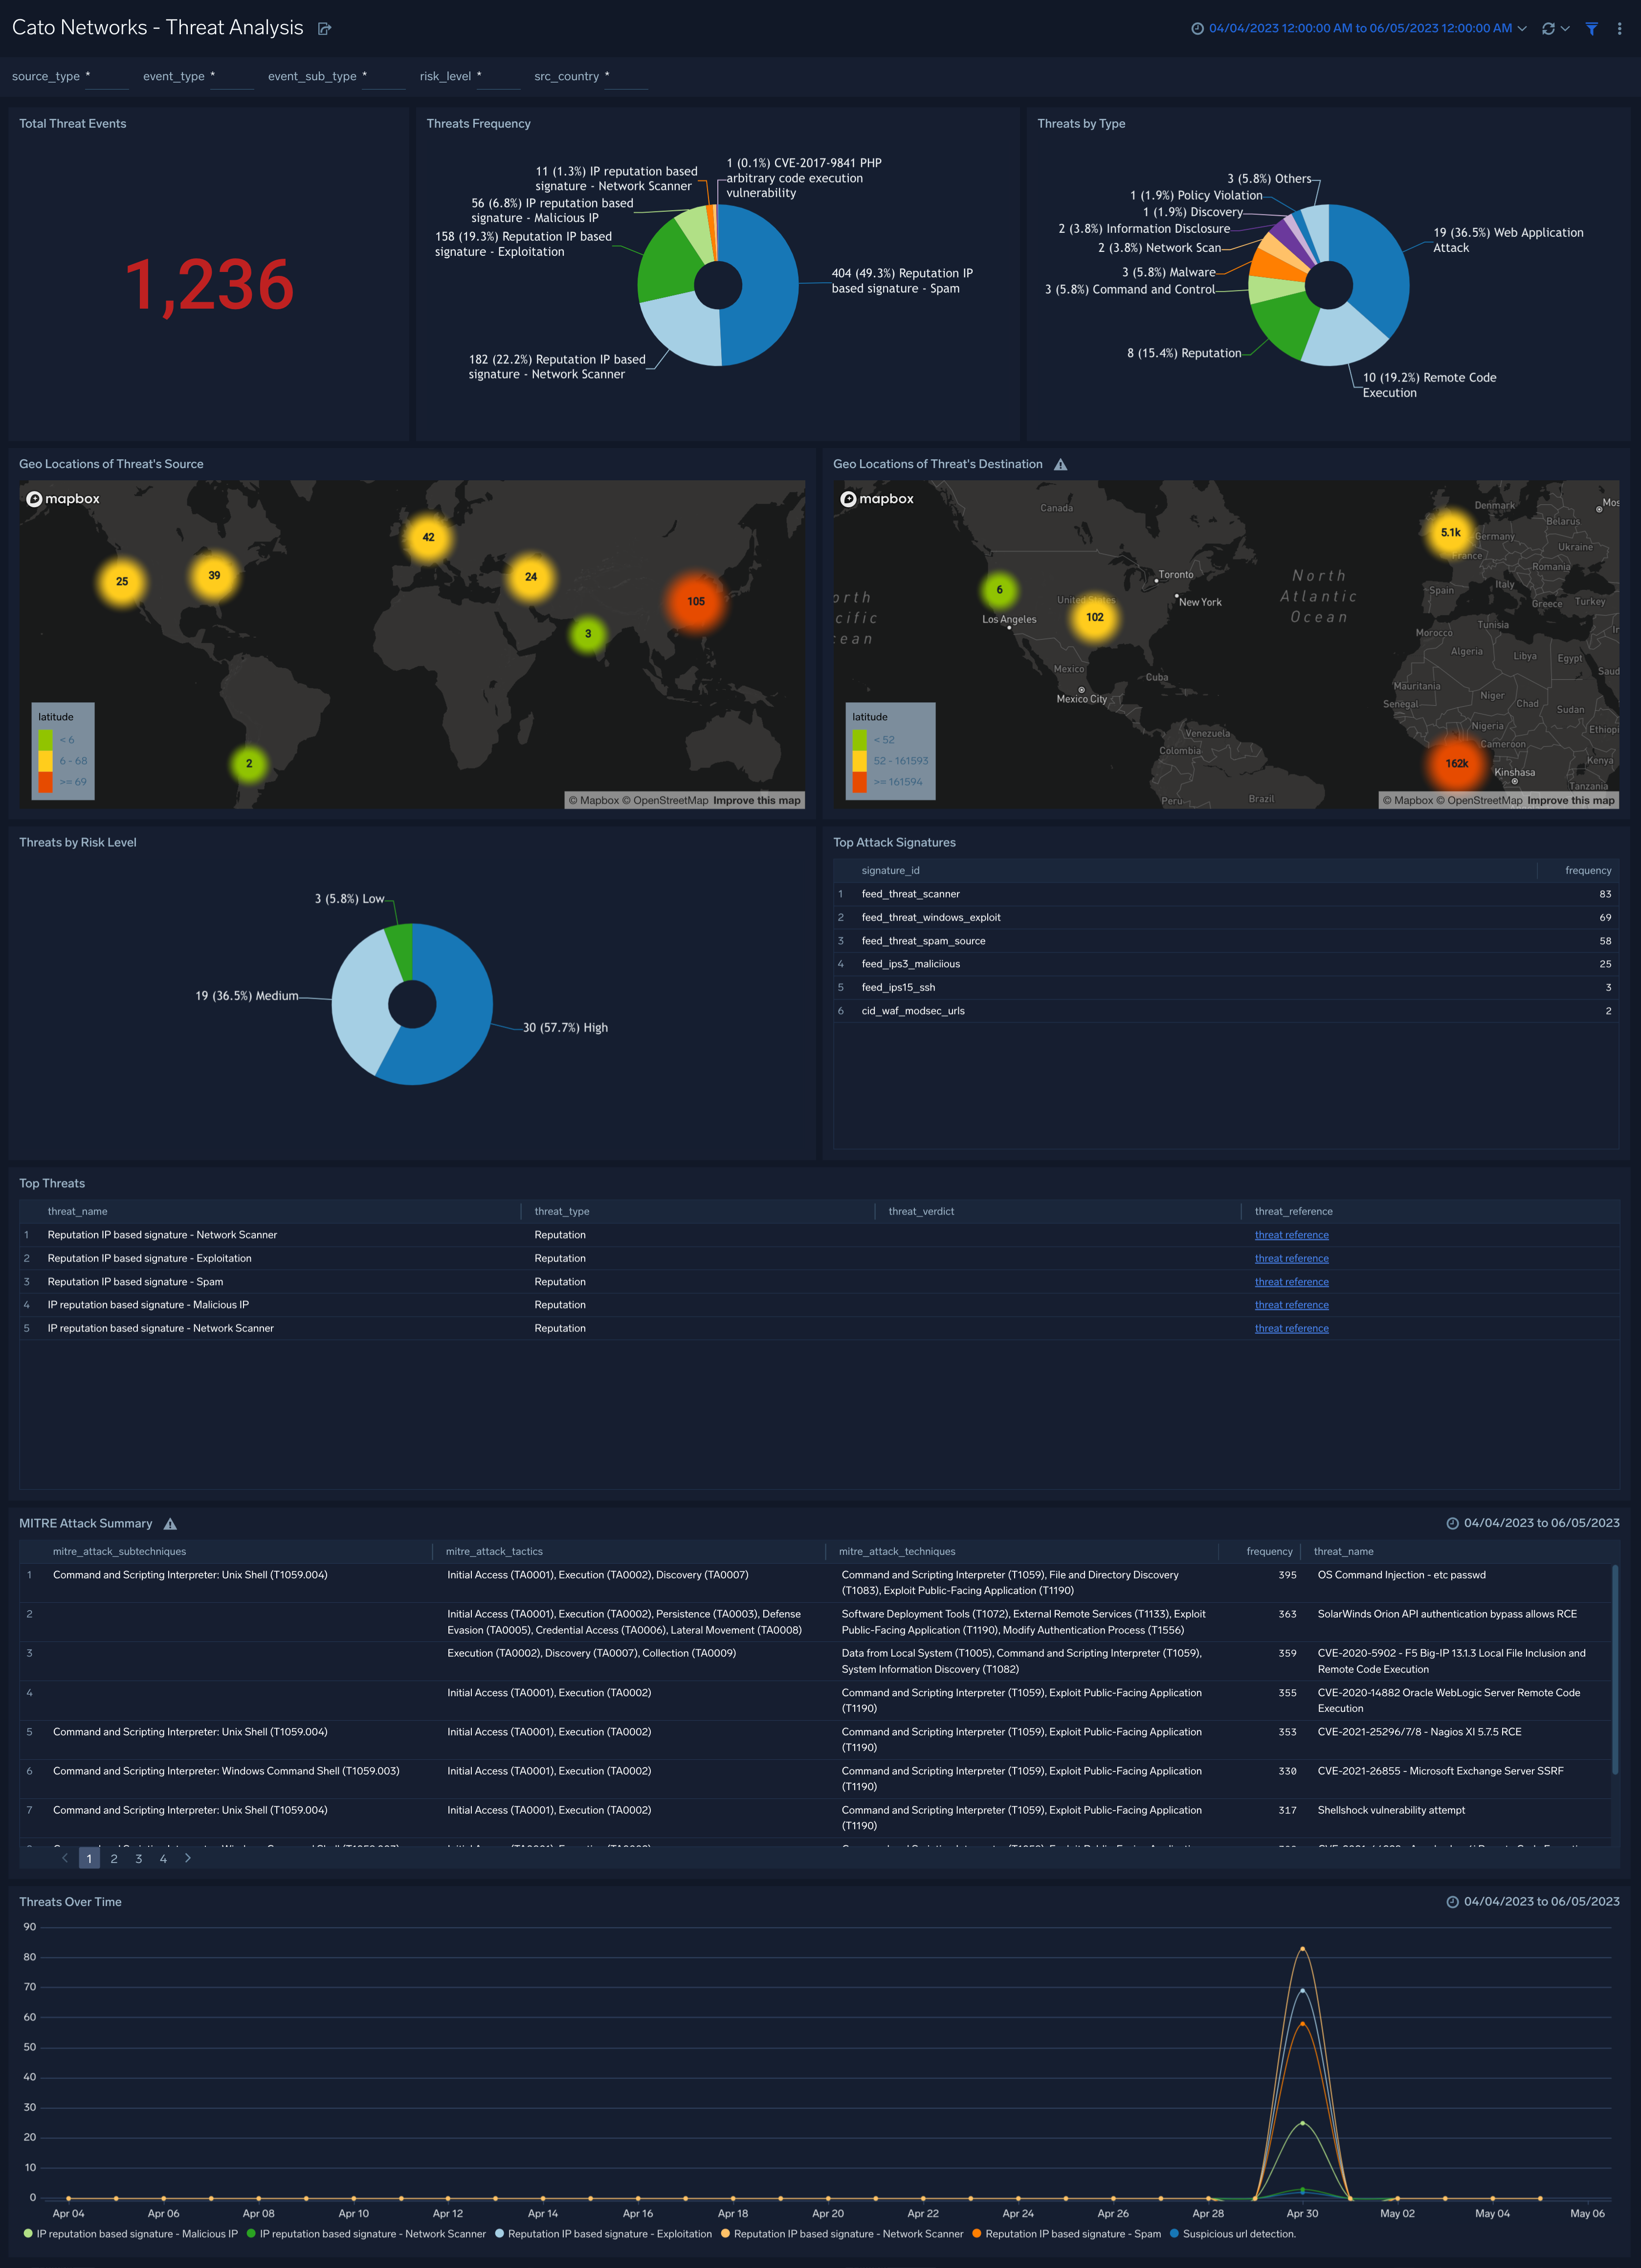 Cato Networks - Threat Analysis
04/04/2023 12:00:00 AM to 06/05/2023 12:00:00 AM
source_type * event_type * event_sub_type * risk_level * src_country *
Total Threat Events
1,236
Threats Frequency
1 (0.1%) CVE-2017-9841 PHP
arbitrary code execution
vulnerability
11 (1.3%) IP reputation based
signature - Network Scanner
56 (6.8%) IP reputation based
signature - Malicious IP
158 (19.3%) Reputation IP based
signature - Exploitation
404 (49.3%) Reputation IP
based signature - Spam
182 (22.2%) Reputation IP based
signature - Network Scanner
Threats by Type
3 (5.8%) Others
1 (1.9%) Policy Violation
1 (1.9%) Discovery
2 (3.8%) Information Disclosure
2 (3.8%) Network Scan
3 (5.8%) Malware
3 (5.8%) Command and Control
8 (15.4%) Reputation
19 (36.5%) Web Application
Attack
10 (19.2%) Remote Code
Execution
Geo Locations of Threat's Source
mapbox
42
25
39
24
105
3
2
latitude
< 6
6 - 68
>= 69
© Mapbox © OpenStreetMap Improve this map
Geo Locations of Threat's Destination
mapbox
Canada
Denmark
Mos
Belarus
5.1k
Germany
Ukraine
France
Romania
Toronto
North
Atlantic
Ocean
Italy
Spain
Greece
Turkey
6
United States
New York
orth
cific
ean
Los Angeles
102
Tunisia
Morocco
Algeria
Libya
Egypt
Saud
Mexico
Cuba
Mexico City
Mauritania
Niger
Senegal
Chad
Sudan
Nigeria
Ethiop
Venezuela
Colombia
Cameroon
162k
Kenya
Kinshasa
Tanzania
Peru
Brazil
latitude
< 52
52 - 161593
>= 161594
© Mapbox © OpenStreetMap Improve this map
Threats by Risk Level
3 (5.8%) Low
19 (36.5%) Medium
30 (57.7%) High
Top Attack Signatures
signature_id frequency
1 feed_threat_scanner 83
2 feed_threat_windows_exploit 69
3 feed_threat_spam_source 58
4 feed_ips3_maliciious 25
5 feed_ips15_ssh 3
6 cid_waf_modsec_urls 2
Top Threats
threat_name threat_type threat_verdict threat_reference
1 Reputation IP based signature - Network Scanner Reputation threat reference
2 Reputation IP based signature - Exploitation Reputation threat reference
3 Reputation IP based signature - Spam Reputation threat reference
4 IP reputation based signature - Malicious IP Reputation threat reference
5 IP reputation based signature - Network Scanner Reputation threat reference
MITRE Attack Summary
04/04/2023 to 06/05/2023
mitre_attack_subtechniques mitre_attack_tactics mitre_attack_techniques frequency threat_name
1 Command and Scripting Interpreter: Unix Shell (T1059.004) Initial Access (TA0001), Execution (TA0002), Discovery (TA0007) Command and Scripting Interpreter (T1059), File and Directory Discovery 395 OS Command Injection - etc passwd
(T1083), Exploit Public-Facing Application (T1190)
2 Initial Access (TA0001), Execution (TA0002), Persistence (TA0003), Defense Software Deployment Tools (T1072), External Remote Services (T1133), Exploit 363 SolarWinds Orion API authentication bypass allows RCE
Evasion (TA0005), Credential Access (TA0006), Lateral Movement (TA0008) Public-Facing Application (T1190), Modify Authentication Process (T1556)
3 Execution (TA0002), Discovery (TA0007), Collection (TA0009) Data from Local System (T1005), Command and Scripting Interpreter (T1059), 359 CVE-2020-5902 - F5 Big-IP 13.1.3 Local File Inclusion and
System Information Discovery (T1082) Remote Code Execution
4 Initial Access (TA0001), Execution (TA0002) Command and Scripting Interpreter (T1059), Exploit Public-Facing Application 355 CVE-2020-14882 Oracle WebLogic Server Remote Code
(T1190) Execution
5 Command and Scripting Interpreter: Unix Shell (T1059.004) Initial Access (TA0001), Execution (TA0002) Command and Scripting Interpreter (T1059), Exploit Public-Facing Application 353 CVE-2021-25296/7/8 - Nagios XI 5.7.5 RCE
(T1190)
6 Command and Scripting Interpreter: Windows Command Shell (T1059.003) Initial Access (TA0001), Execution (TA0002) Command and Scripting Interpreter (T1059), Exploit Public-Facing Application 330 CVE-2021-26855 - Microsoft Exchange Server SSRF
(T1190)
7 Command and Scripting Interpreter: Unix Shell (T1059.004) Initial Access (TA0001), Execution (TA0002) Command and Scripting Interpreter (T1059), Exploit Public-Facing Application 317 Shellshock vulnerability attempt
(T1190)
1 2 3 4
Threats Over Time
04/04/2023 to 06/05/2023
90
80
70
60
50
40
30
20
10
0
Apr 04 Apr 06 Apr 08 Apr 10 Apr 12 Apr 14 Apr 16 Apr 18 Apr 20 Apr 22 Apr 24 Apr 26 Apr 28 Apr 30 May 02 May 04 May 06
IP reputation based signature - Malicious IP IP reputation based signature - Network Scanner Reputation IP based signature - Exploitation Reputation IP based signature - Network Scanner Reputation IP based signature - Spam Suspicious url detection.